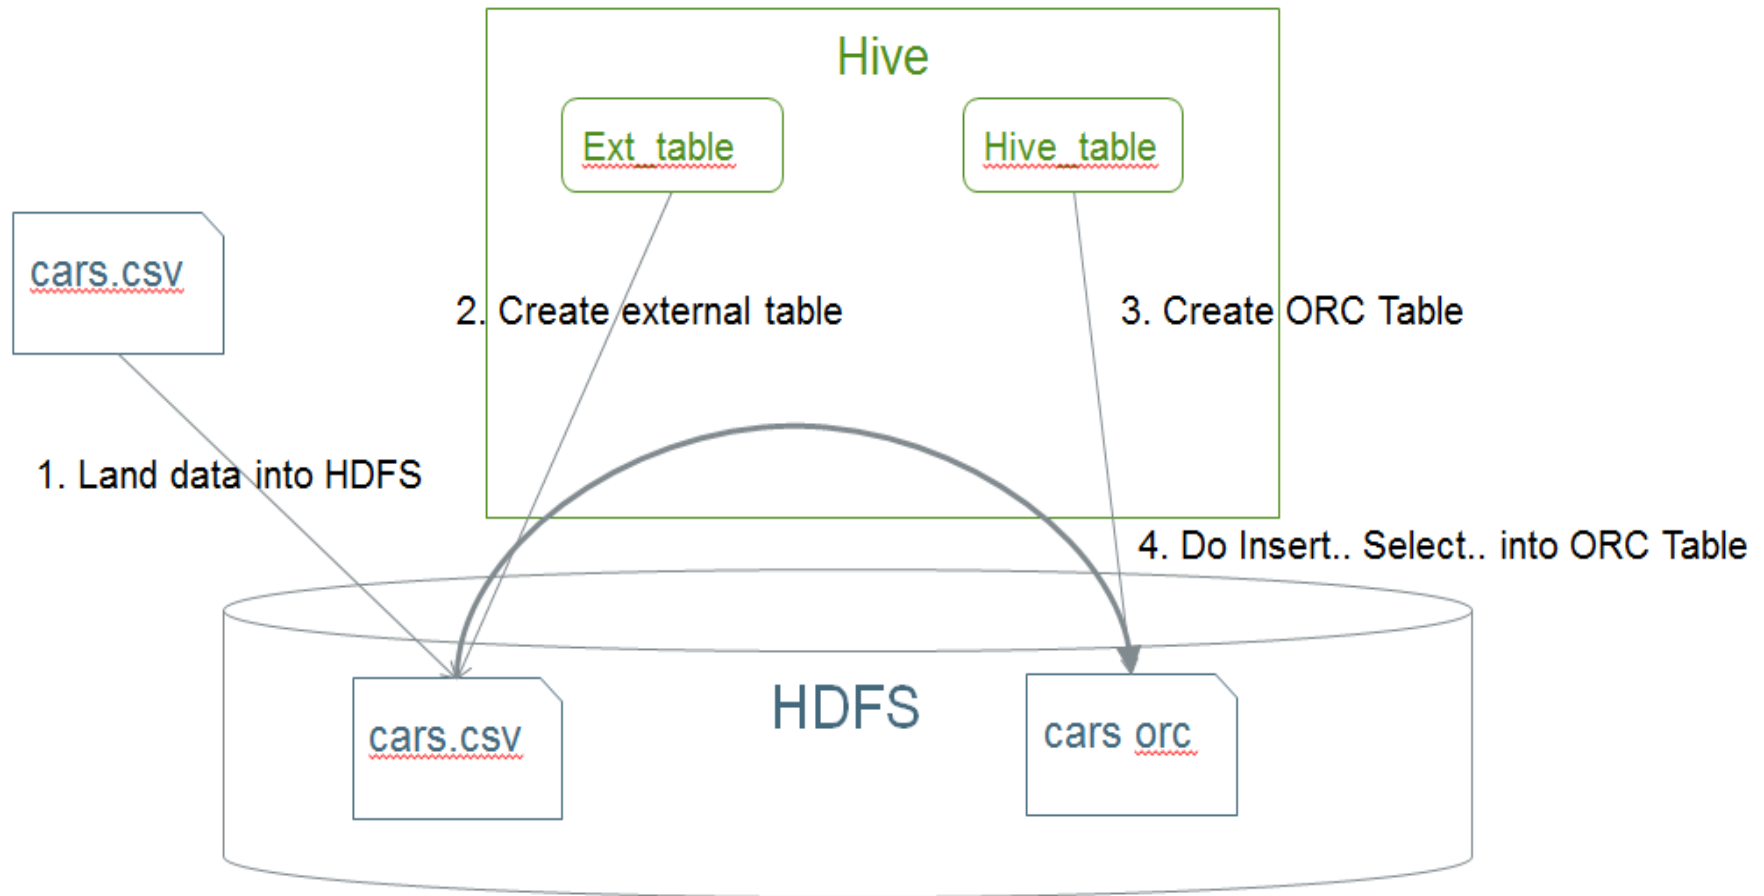 Hive
Ext_table
Hive_table
cars.csv
2. Create external table
3. Create ORC Table
1. Land data into HDFS
4. Do Insert.. Select.. into ORC Table
HDFS
cars.csv
cars orc